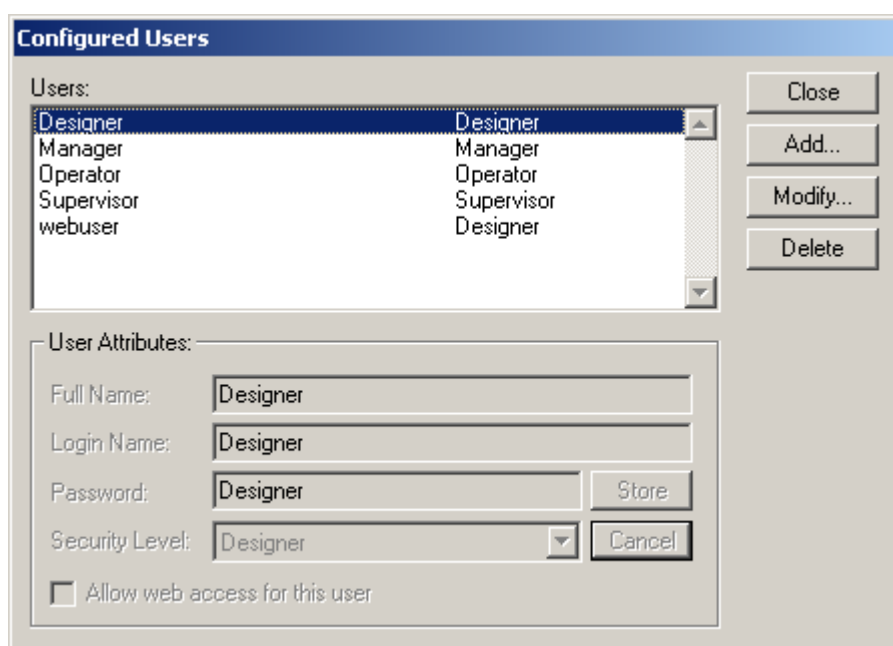 Configured Users
Users:
Designer Designer
Manager Manager
Operator Operator
Supervisor Supervisor
webuser Designer
Close
Add...
Modify...
Delete
User Attributes:
Full Name: Designer
Login Name: Designer
Password: Designer Store
Security Level: Designer Cancel
Allow web access for this user